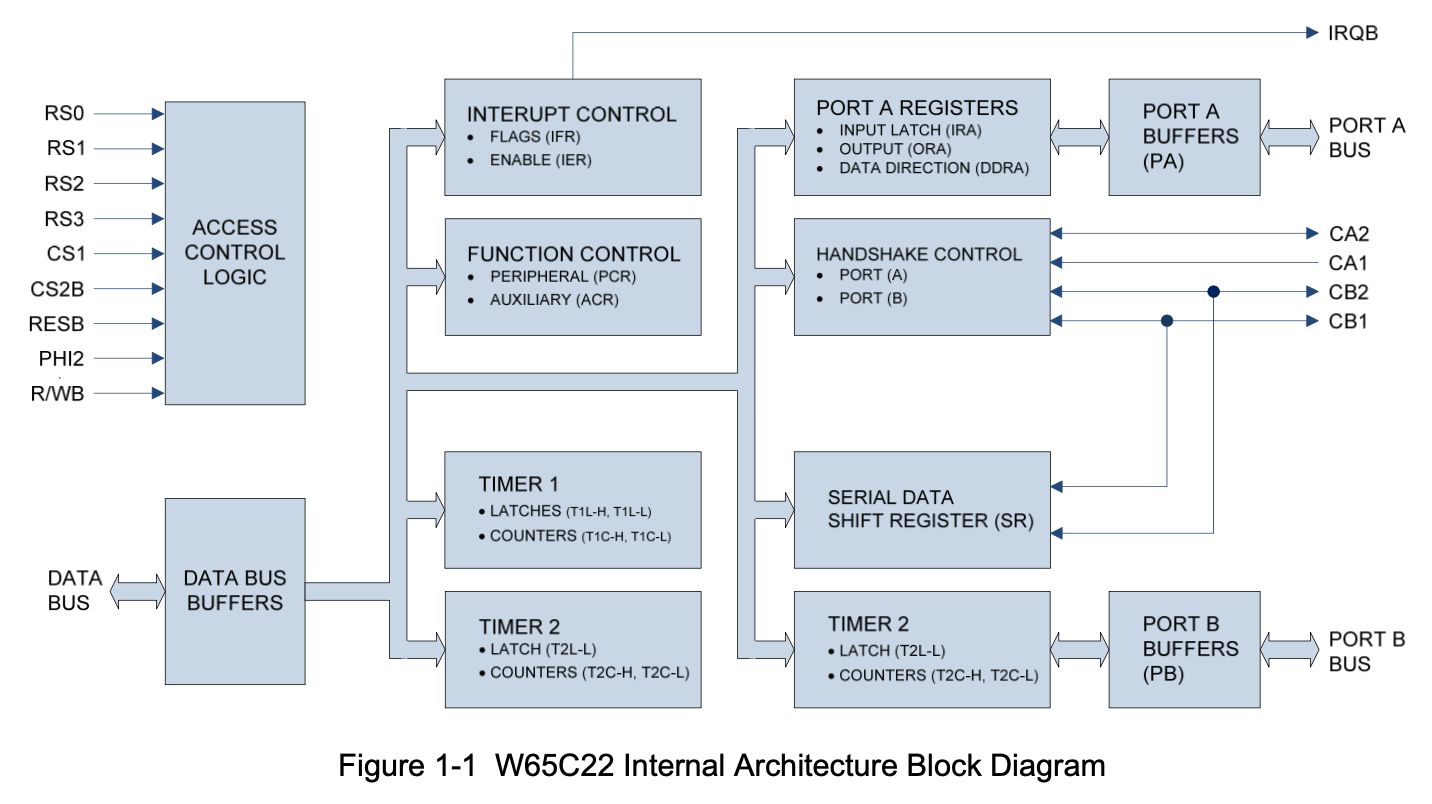 IRQB
RS0
RS1
RS2
RS3
CS1
CS2B
RESB
PHI2
R/WB
ACCESS
CONTROL
LOGIC
DATA
BUS
DATA BUS
BUFFERS
INTERUPT CONTROL
• FLAGS (IFR)
• ENABLE (IER)
FUNCTION CONTROL
• PERIPHERAL (PCR)
• AUXILIARY (ACR)
TIMER 1
• LATCHES (T1L-H, T1L-L)
• COUNTERS (T1C-H, T1C-L)
TIMER 2
• LATCH (T2L-L)
• COUNTERS (T2C-H, T2C-L)
PORT A REGISTERS
• INPUT LATCH (IRA)
• OUTPUT (ORA)
• DATA DIRECTION (DDRA)
HANDSHAKE CONTROL
• PORT (A)
• PORT (B)
SERIAL DATA
SHIFT REGISTER (SR)
TIMER 2
• LATCH (T2L-L)
• COUNTERS (T2C-H, T2C-L)
PORT A
BUFFERS
(PA)
PORT B
BUFFERS
(PB)
PORT A
BUS
CA2
CA1
CB2
CB1
PORT B
BUS
Figure 1-1 W65C22 Internal Architecture Block Diagram